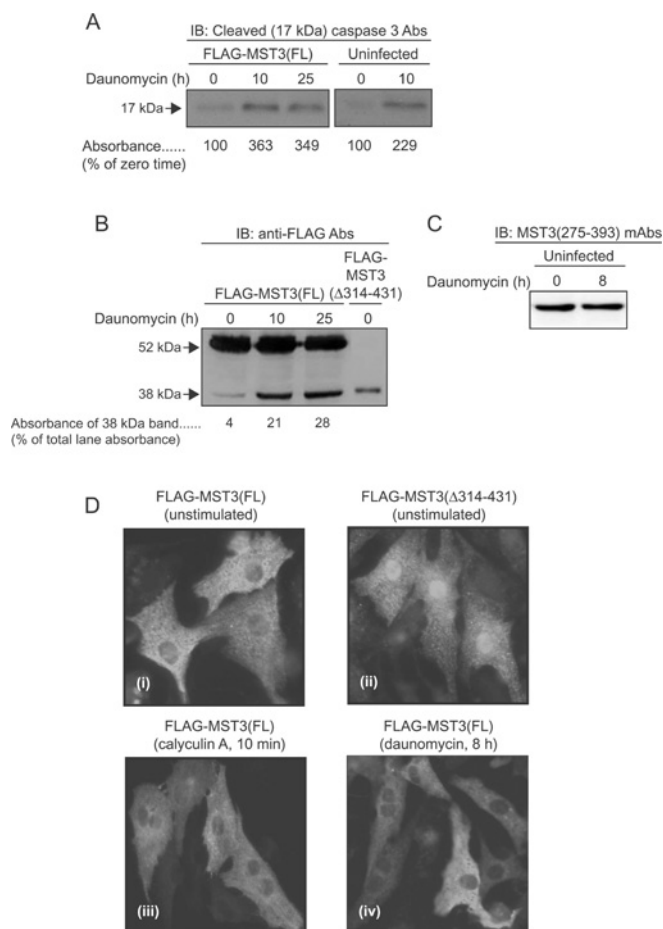 A
IB: Cleaved (17 kDa) caspase 3 Abs
FLAG-MST3(FL) Uninfected
Daunomycin (h) 0 10 25 0 10
17 kDa
Absorbance...... 100 363 349 100 229
(% of zero time)
B
IB: anti-FLAG Abs
FLAG-
MST3
FLAG-MST3(FL) (Δ314-431)
Daunomycin (h) 0 10 25 0
52 kDa
38 kDa
Absorbance of 38 kDa band...... 4 21 28
(% of total lane absorbance)
C
IB: MST3(275-393) mAbs
Uninfected
Daunomycin (h) 0 8
D
FLAG-MST3(FL)
(unstimulated)
FLAG-MST3(Δ314-431)
(unstimulated)
(i)
(ii)
FLAG-MST3(FL)
(calyculin A, 10 min)
FLAG-MST3(FL)
(daunomycin, 8 h)
(iii)
(iv)